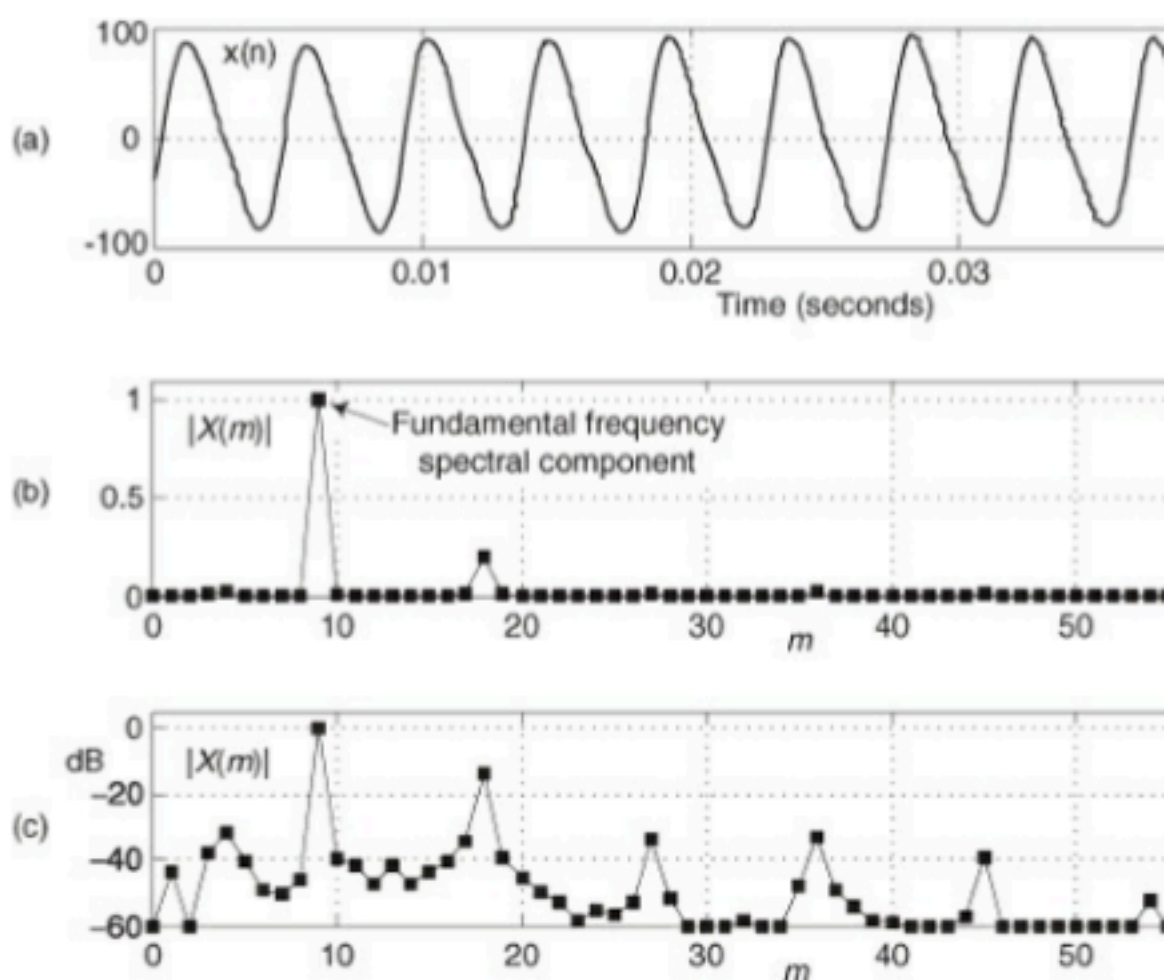 100
x(n)
(a)
0
-100
0 0.01 0.02 0.03
Time (seconds)
1
|X(m)|
Fundamental frequency
spectral component
(b)
0.5
0
0 10 20 30 40 50
m
0
dB
|X(m)|
–20
(c)
–40
–60
0 10 20 30 40 50
m